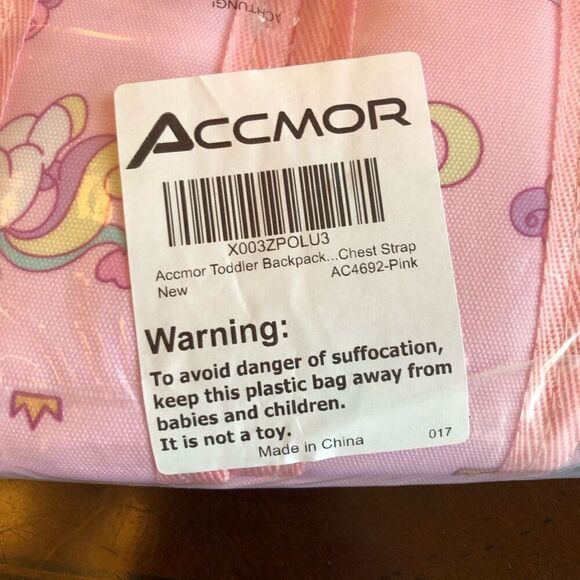 ACHTUNG!
ACCMOR
X003ZPOLU3
Accmor Toddler Backpack...Chest Strap
New AC4692-Pink
Warning:
To avoid danger of suffocation,
keep this plastic bag away from
babies and children.
It is not a toy.
Made in China 017